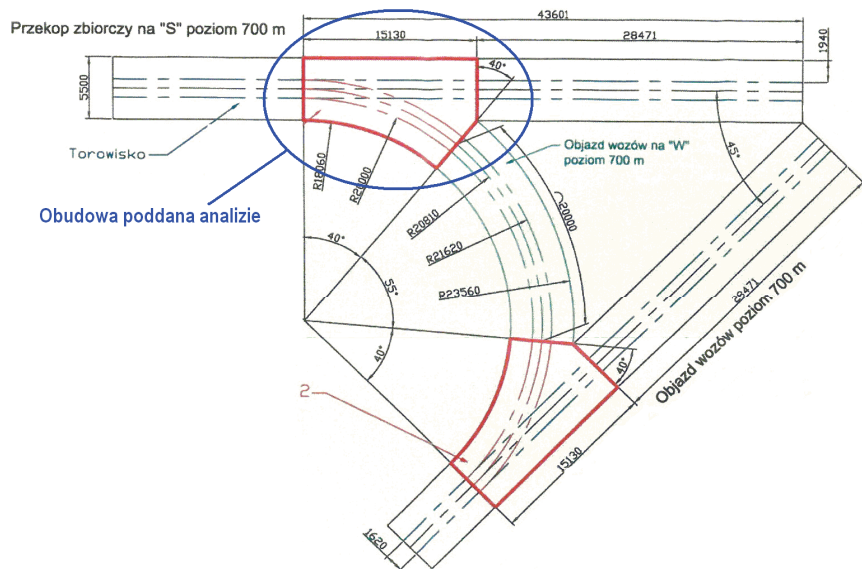 43601
Przekop zbiorczy na "S" poziom 700 m
15130
28471
1940
40°
5500
Torowisko
Objazd wozów na "W"
poziom 700 m
45°
R18060
R20000
Obudowa poddana analizie
R20810
20000
R21620
40°
55°
R23560
28471
40°
40°
Objazd wozów poziom 700 m
2
15130
1620